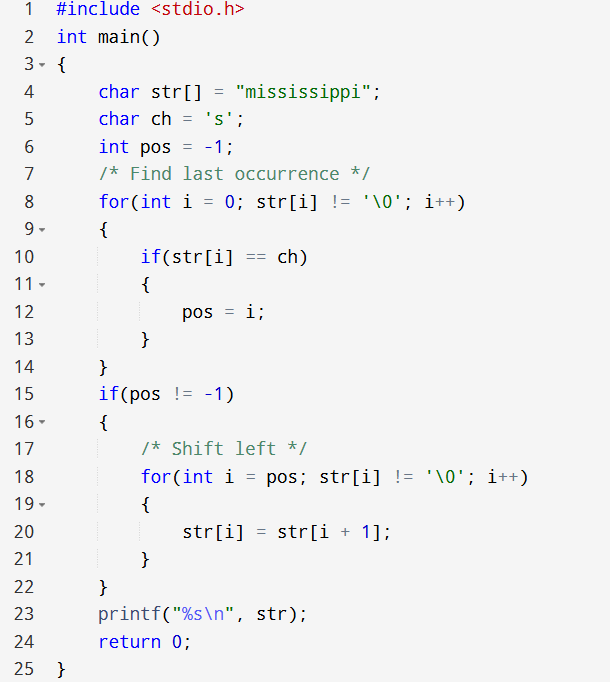 1 #include <stdio.h>
2 int main()
3 {
4     char str[] = "mississippi";
5     char ch = 's';
6     int pos = -1;
7     /* Find last occurrence */
8     for(int i = 0; str[i] != '\0'; i++)
9     {
10         if(str[i] == ch)
11         {
12             pos = i;
13         }
14     }
15     if(pos != -1)
16     {
17         /* Shift left */
18         for(int i = pos; str[i] != '\0'; i++)
19         {
20             str[i] = str[i + 1];
21         }
22     }
23     printf("%s\n", str);
24     return 0;
25 }